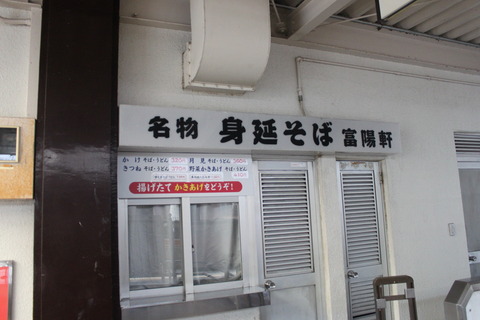 名物 身延そば 富陽軒
かけ そば・うどん
月見 そば・うどん
きつね そば・うどん
野菜かきあげ そば・うどん
揚げたて かきあげをどうぞ!